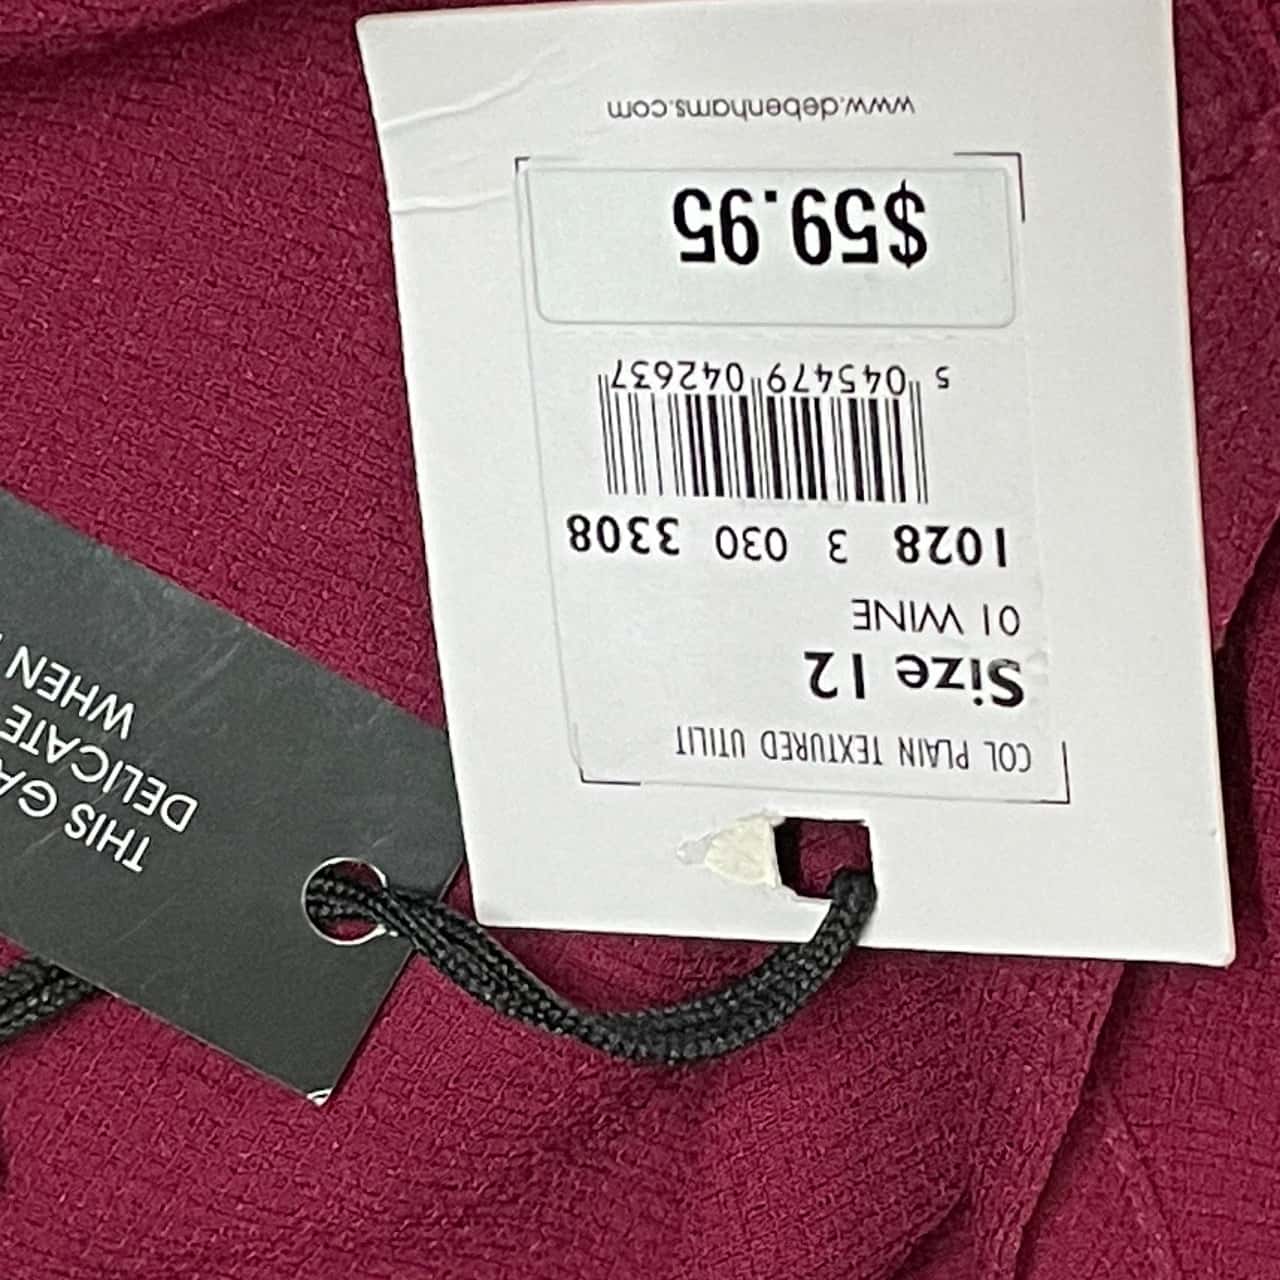 COL PLAIN TEXTURED UTILIT
Size 12
01 WINE
1028 3 030 3308
5 045479 042637
$59.95
www.debenhams.com
THIS
DELICATE
WHEN